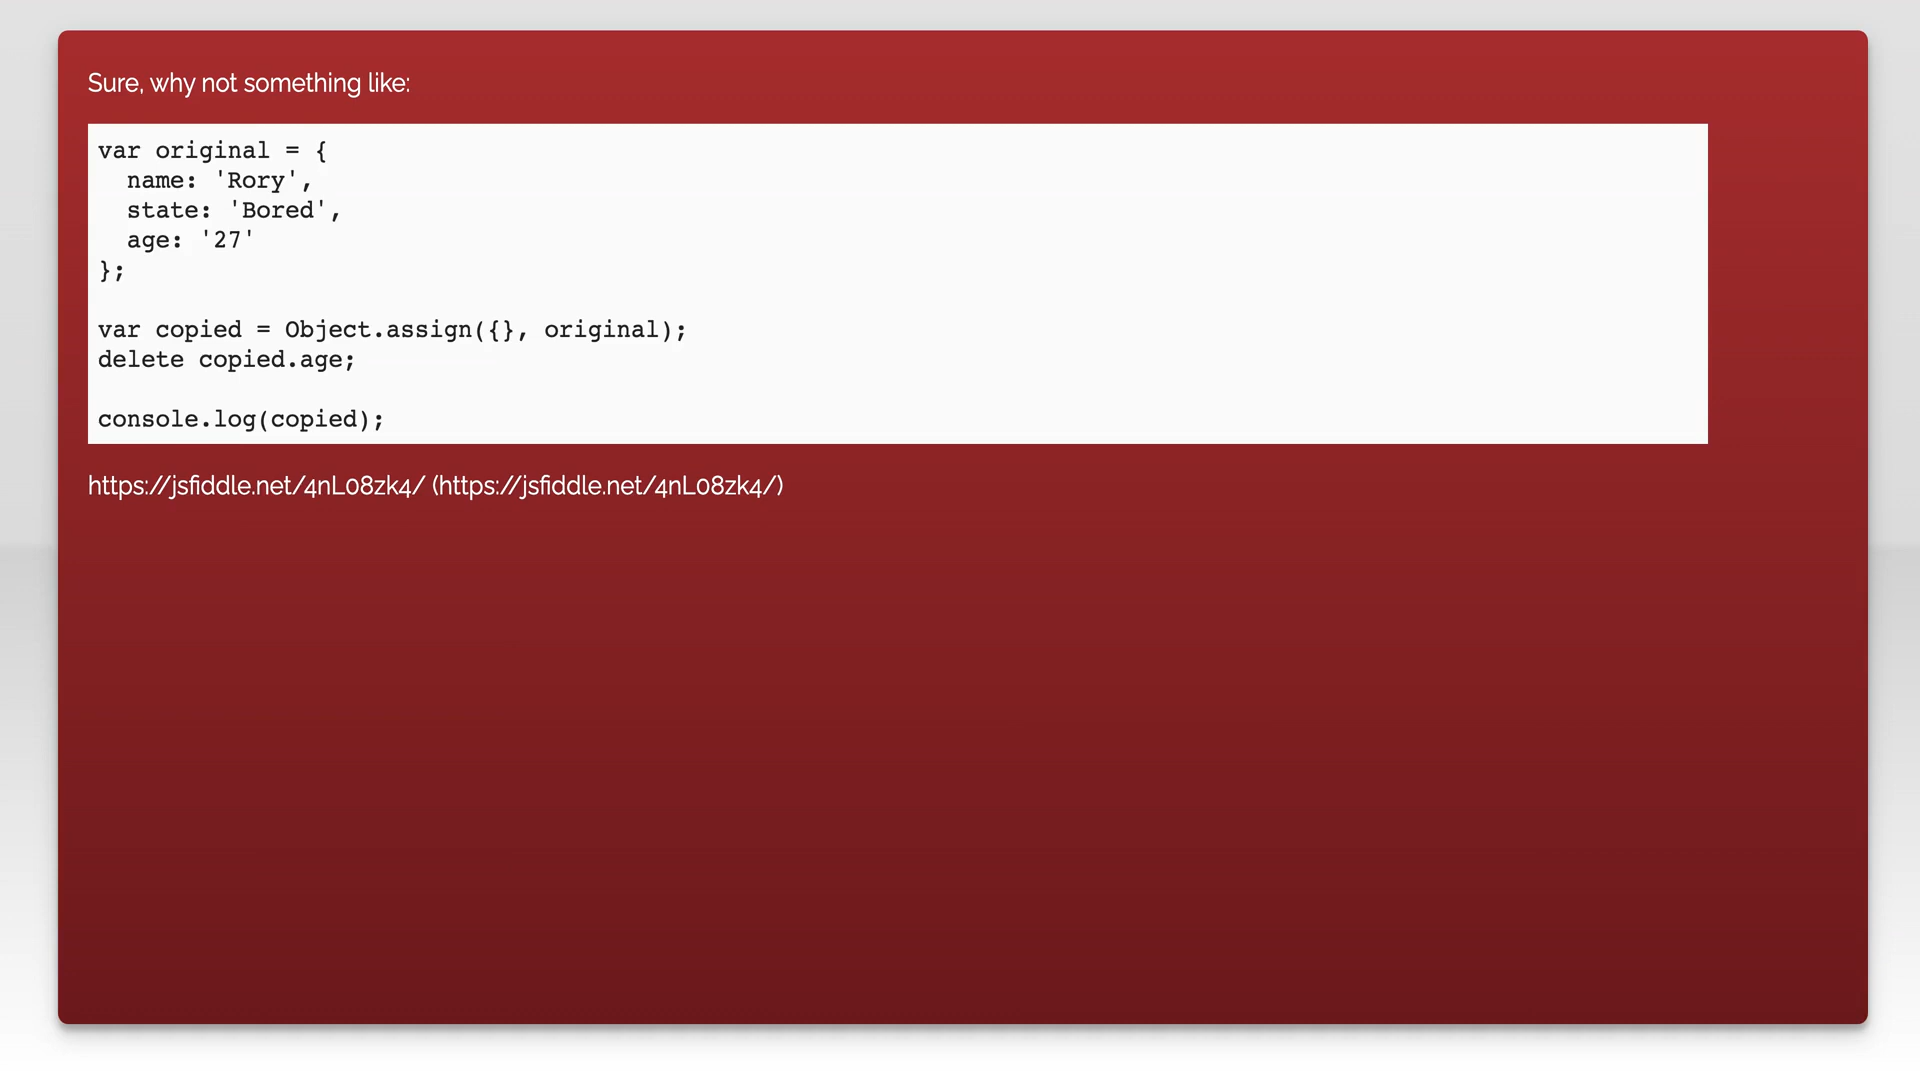 Sure, why not something like:
var original = {
  name: 'Rory',
  state: 'Bored',
  age: '27'
};
var copied = Object.assign({}, original);
delete copied.age;
console.log(copied);
https://jsfiddle.net/4nL08zk4/ (https://jsfiddle.net/4nL08zk4/)